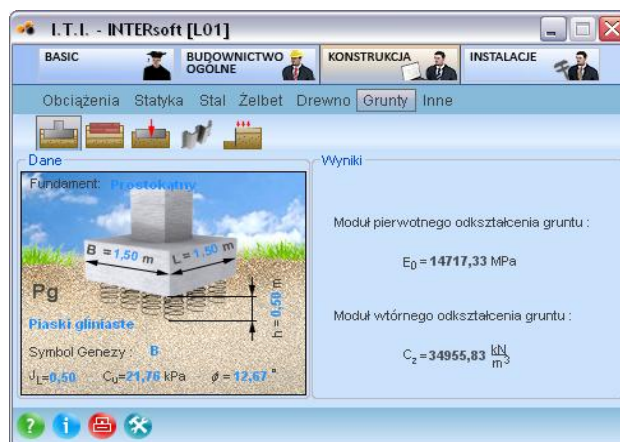 I.T.I. - INTERsoft [L01]
BASIC
BUDOWNICTWO
OGÓLNE
KONSTRUKCJA
INSTALACJE
Obciążenia Statyka Stal Żelbet Drewno Grunty Inne
Dane
Fundament: Prostokątny
B = 1,50 m L = 1,50 m
h = 0,50 m
Pg
Piaski gliniaste
Symbol Genezy : B
JL=0,50 Cu=21,76 kPa ϕ = 12,67 °
Wyniki
Moduł pierwotnego odkształcenia gruntu :
E0 = 14717,33 MPa
Moduł wtórnego odkształcenia gruntu :
Cz = 34955,83 kN/m3